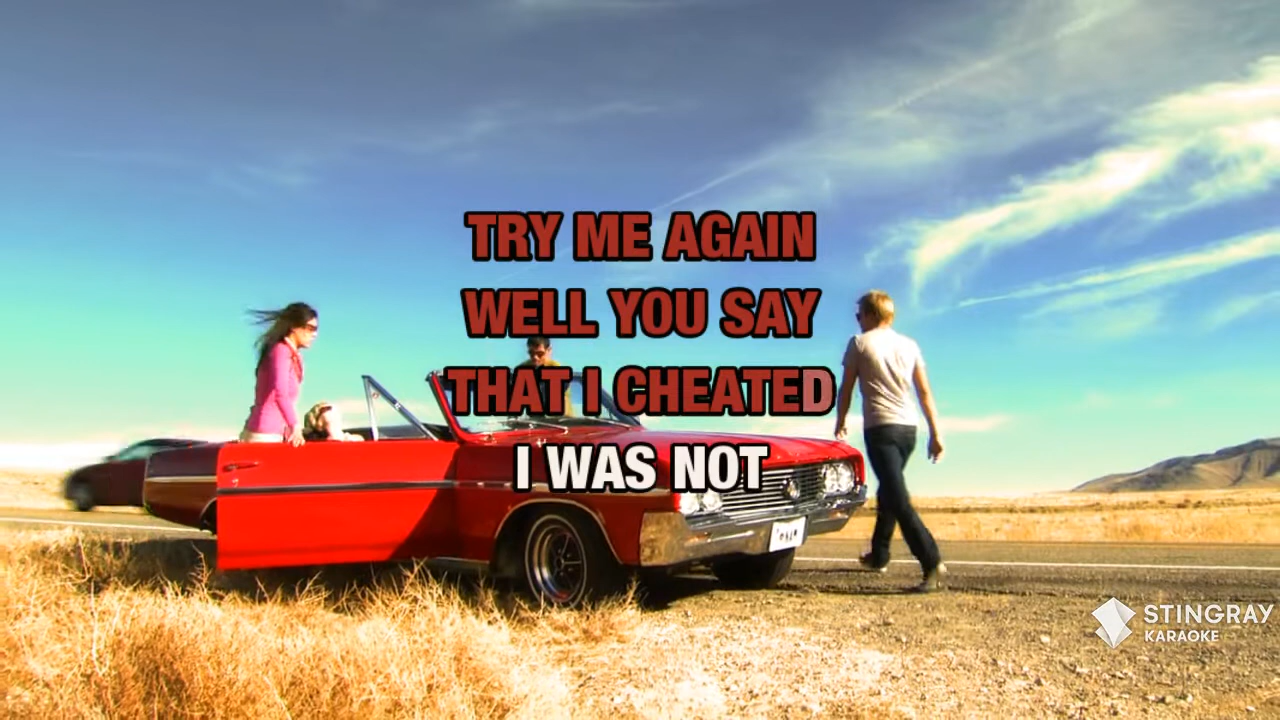 TRY ME AGAIN
WELL YOU SAY
THAT I CHEATED
I WAS NOT
STINGRAY
KARAOKE